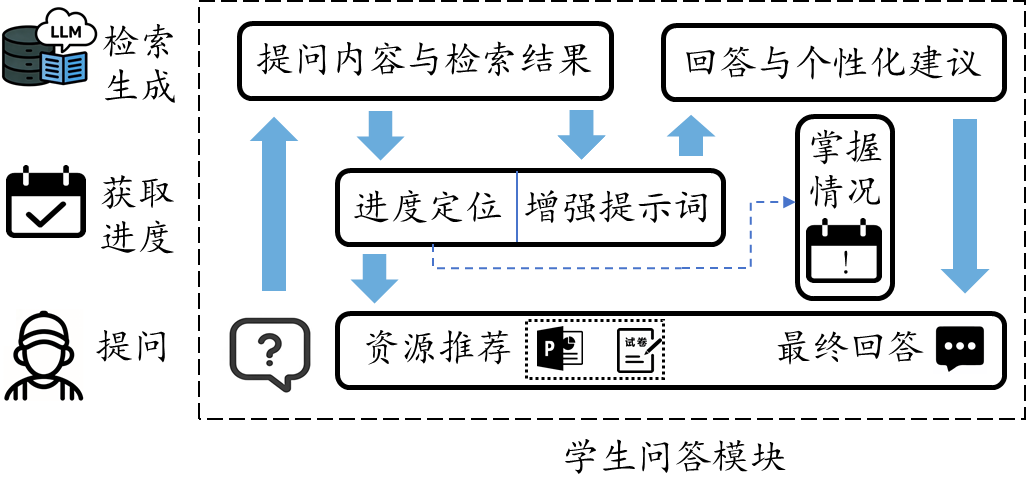 LLM
检索
生成
提问内容与检索结果
回答与个性化建议
获取
进度
进度定位
增强提示词
掌握
情况
!
提问
?
资源推荐
P
试卷
最终回答
学生问答模块